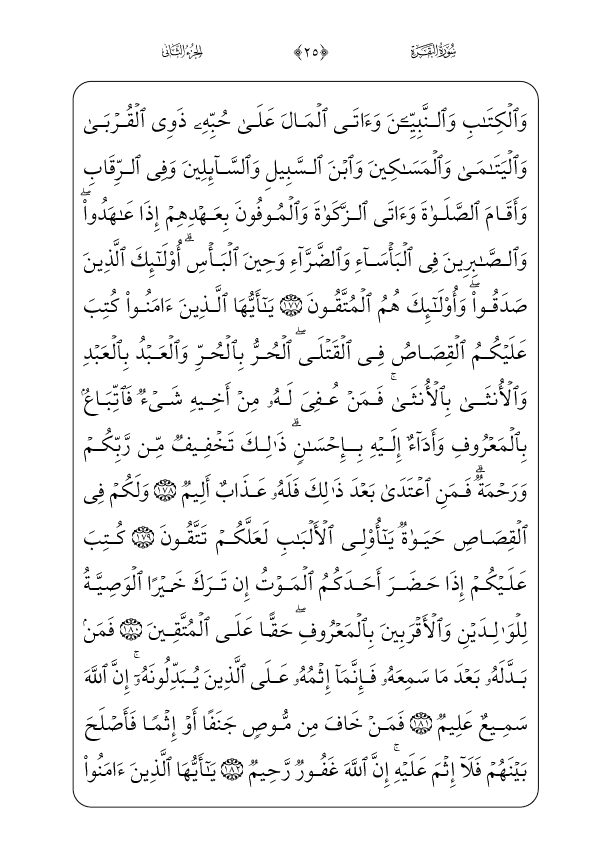 سُورَةُ البَقَرَةِ ﴿٢٥﴾ الجُزْءُ الثَّانِي
وَٱلْكِتَٰبِ وَٱلنَّبِيِّـۧنَ وَءَاتَى ٱلْمَالَ عَلَىٰ حُبِّهِۦ ذَوِى ٱلْقُرْبَىٰ
وَٱلْيَتَٰمَىٰ وَٱلْمَسَٰكِينَ وَٱبْنَ ٱلسَّبِيلِ وَٱلسَّآئِلِينَ وَفِى ٱلرِّقَابِ
وَأَقَامَ ٱلصَّلَوٰةَ وَءَاتَى ٱلزَّكَوٰةَ وَٱلْمُوفُونَ بِعَهْدِهِمْ إِذَا عَٰهَدُوا۟ ۖ
وَٱلصَّٰبِرِينَ فِى ٱلْبَأْسَآءِ وَٱلضَّرَّآءِ وَحِينَ ٱلْبَأْسِ ۗ أُو۟لَٰٓئِكَ ٱلَّذِينَ
صَدَقُوا۟ ۖ وَأُو۟لَٰٓئِكَ هُمُ ٱلْمُتَّقُونَ ١٧٧ يَٰٓأَيُّهَا ٱلَّذِينَ ءَامَنُوا۟ كُتِبَ
عَلَيْكُمُ ٱلْقِصَاصُ فِى ٱلْقَتْلَى ۖ ٱلْحُرُّ بِٱلْحُرِّ وَٱلْعَبْدُ بِٱلْعَبْدِ
وَٱلْأُنثَىٰ بِٱلْأُنثَىٰ ۚ فَمَنْ عُفِىَ لَهُۥ مِنْ أَخِيهِ شَىْءٌ فَٱتِّبَاعٌۢ
بِٱلْمَعْرُوفِ وَأَدَآءٌ إِلَيْهِ بِإِحْسَٰنٍ ۗ ذَٰلِكَ تَخْفِيفٌ مِّن رَّبِّكُمْ
وَرَحْمَةٌ ۗ فَمَنِ ٱعْتَدَىٰ بَعْدَ ذَٰلِكَ فَلَهُۥ عَذَابٌ أَلِيمٌ ١٧٨ وَلَكُمْ فِى
ٱلْقِصَاصِ حَيَوٰةٌ يَٰٓأُو۟لِى ٱلْأَلْبَٰبِ لَعَلَّكُمْ تَتَّقُونَ ١٧٩ كُتِبَ
عَلَيْكُمْ إِذَا حَضَرَ أَحَدَكُمُ ٱلْمَوْتُ إِن تَرَكَ خَيْرًا ٱلْوَصِيَّةُ
لِلْوَٰلِدَيْنِ وَٱلْأَقْرَبِينَ بِٱلْمَعْرُوفِ ۖ حَقًّا عَلَى ٱلْمُتَّقِينَ ١٨٠ فَمَنۢ
بَدَّلَهُۥ بَعْدَ مَا سَمِعَهُۥ فَإِنَّمَآ إِثْمُهُۥ عَلَى ٱلَّذِينَ يُبَدِّلُونَهُۥٓ ۚ إِنَّ ٱللَّهَ
سَمِيعٌ عَلِيمٌ ١٨١ فَمَنْ خَافَ مِن مُّوصٍ جَنَفًا أَوْ إِثْمًا فَأَصْلَحَ
بَيْنَهُمْ فَلَآ إِثْمَ عَلَيْهِ ۚ إِنَّ ٱللَّهَ غَفُورٌ رَّحِيمٌ ١٨٢ يَٰٓأَيُّهَا ٱلَّذِينَ ءَامَنُوا۟